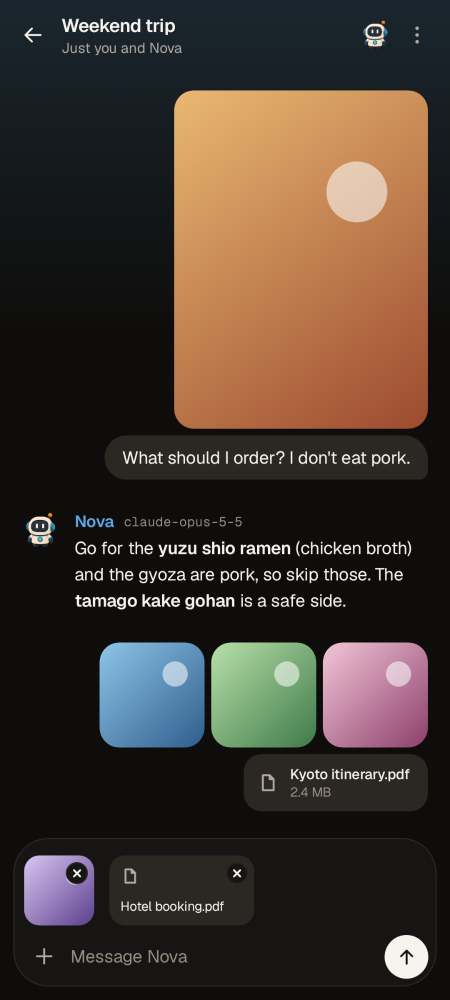 Weekend trip
Just you and Nova
What should I order? I don't eat pork.
Nova claude-opus-5-5
Go for the yuzu shio ramen (chicken broth)
and the gyoza are pork, so skip those. The
tamago kake gohan is a safe side.
Kyoto itinerary.pdf
2.4 MB
Hotel booking.pdf
Message Nova